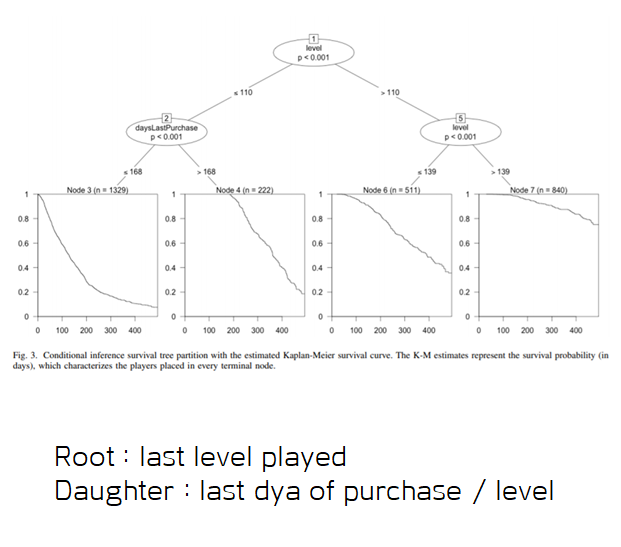 1
level
p < 0.001
≤ 110
> 110
2
daysLastPurchase
p < 0.001
5
level
p < 0.001
≤ 168
> 168
≤ 139
> 139
Node 3 (n = 1329)
1
0.8
0.6
0.4
0.2
0
0 100 200 300 400
Node 4 (n = 222)
1
0.8
0.6
0.4
0.2
0
0 100 200 300 400
Node 6 (n = 511)
1
0.8
0.6
0.4
0.2
0
0 100 200 300 400
Node 7 (n = 840)
1
0.8
0.6
0.4
0.2
0
0 100 200 300 400
Fig. 3. Conditional inference survival tree partition with the estimated Kaplan-Meier survival curve. The K-M estimates represent the survival probability (in
days), which characterizes the players placed in every terminal node.
Root : last level played
Daughter : last dya of purchase / level